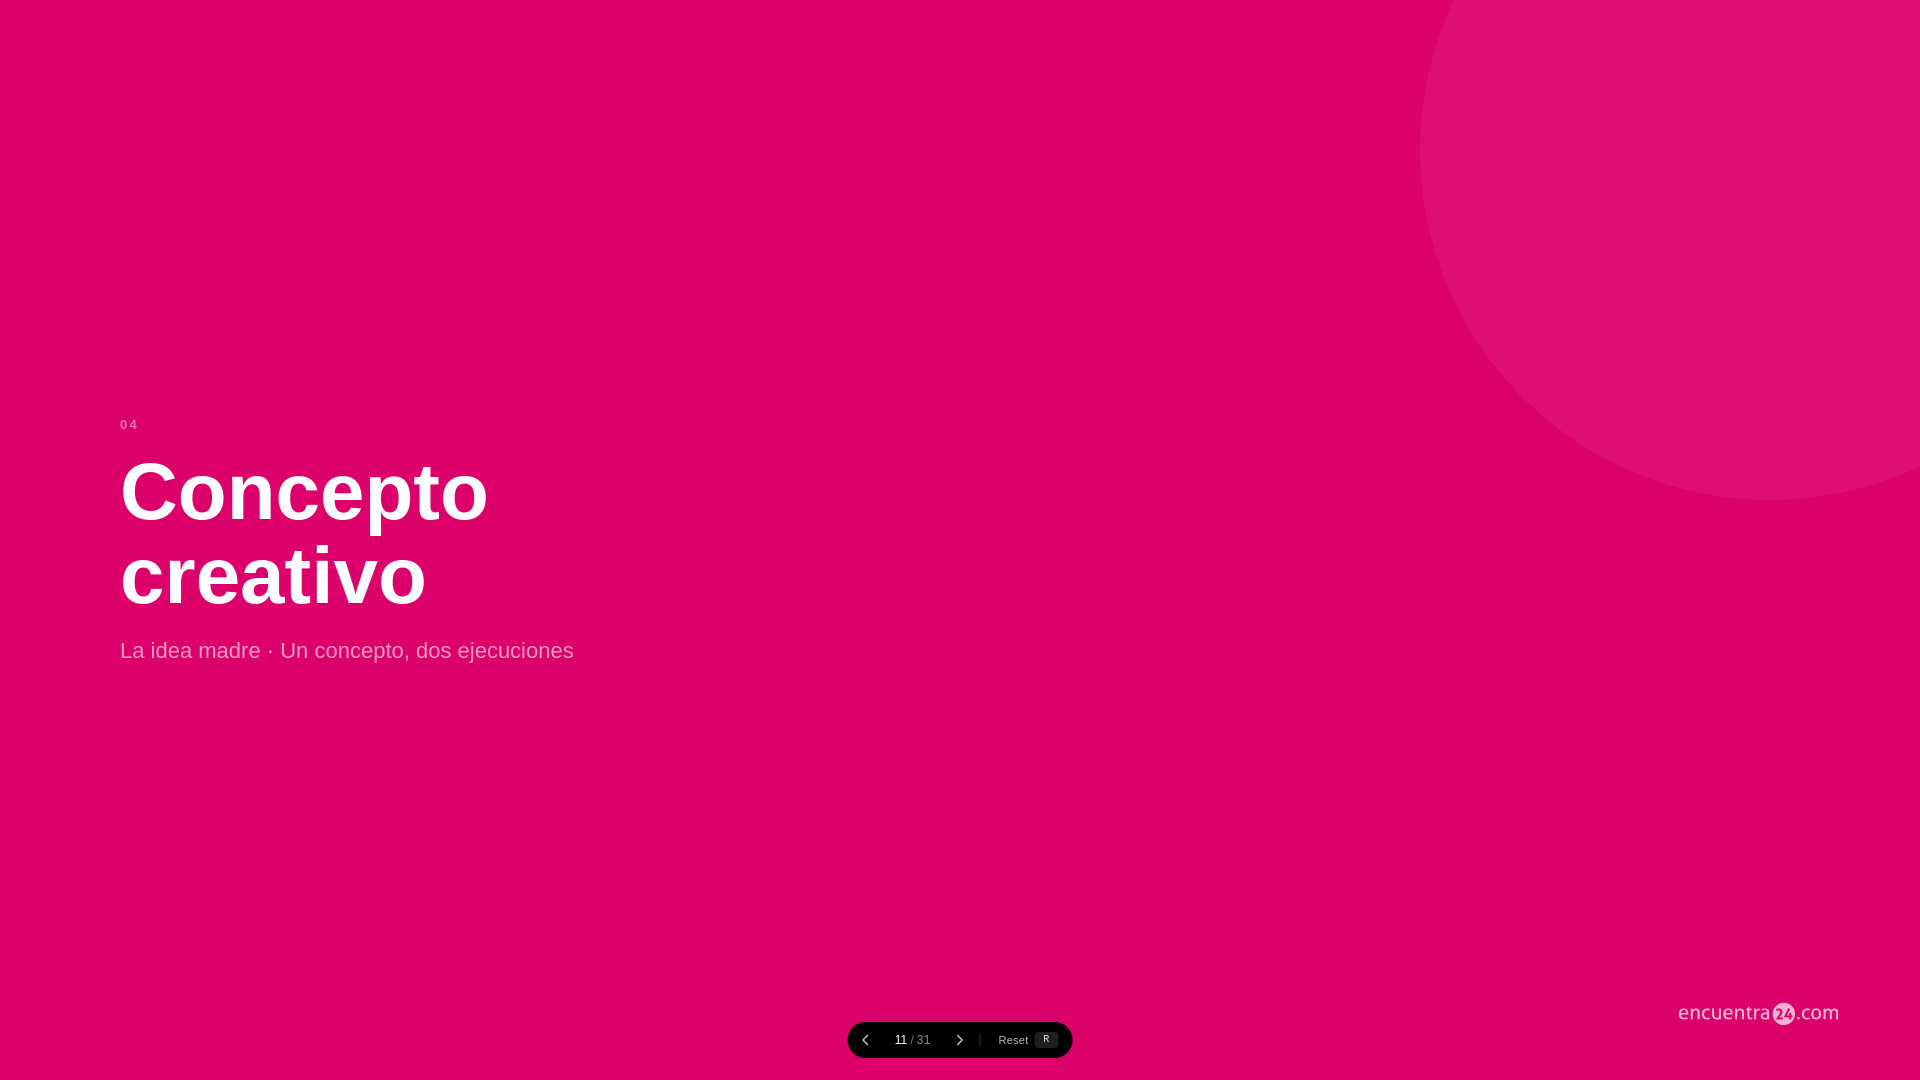 04
Concepto
creativo
La idea madre · Un concepto, dos ejecuciones
encuentra24.com
11 / 31
Reset R